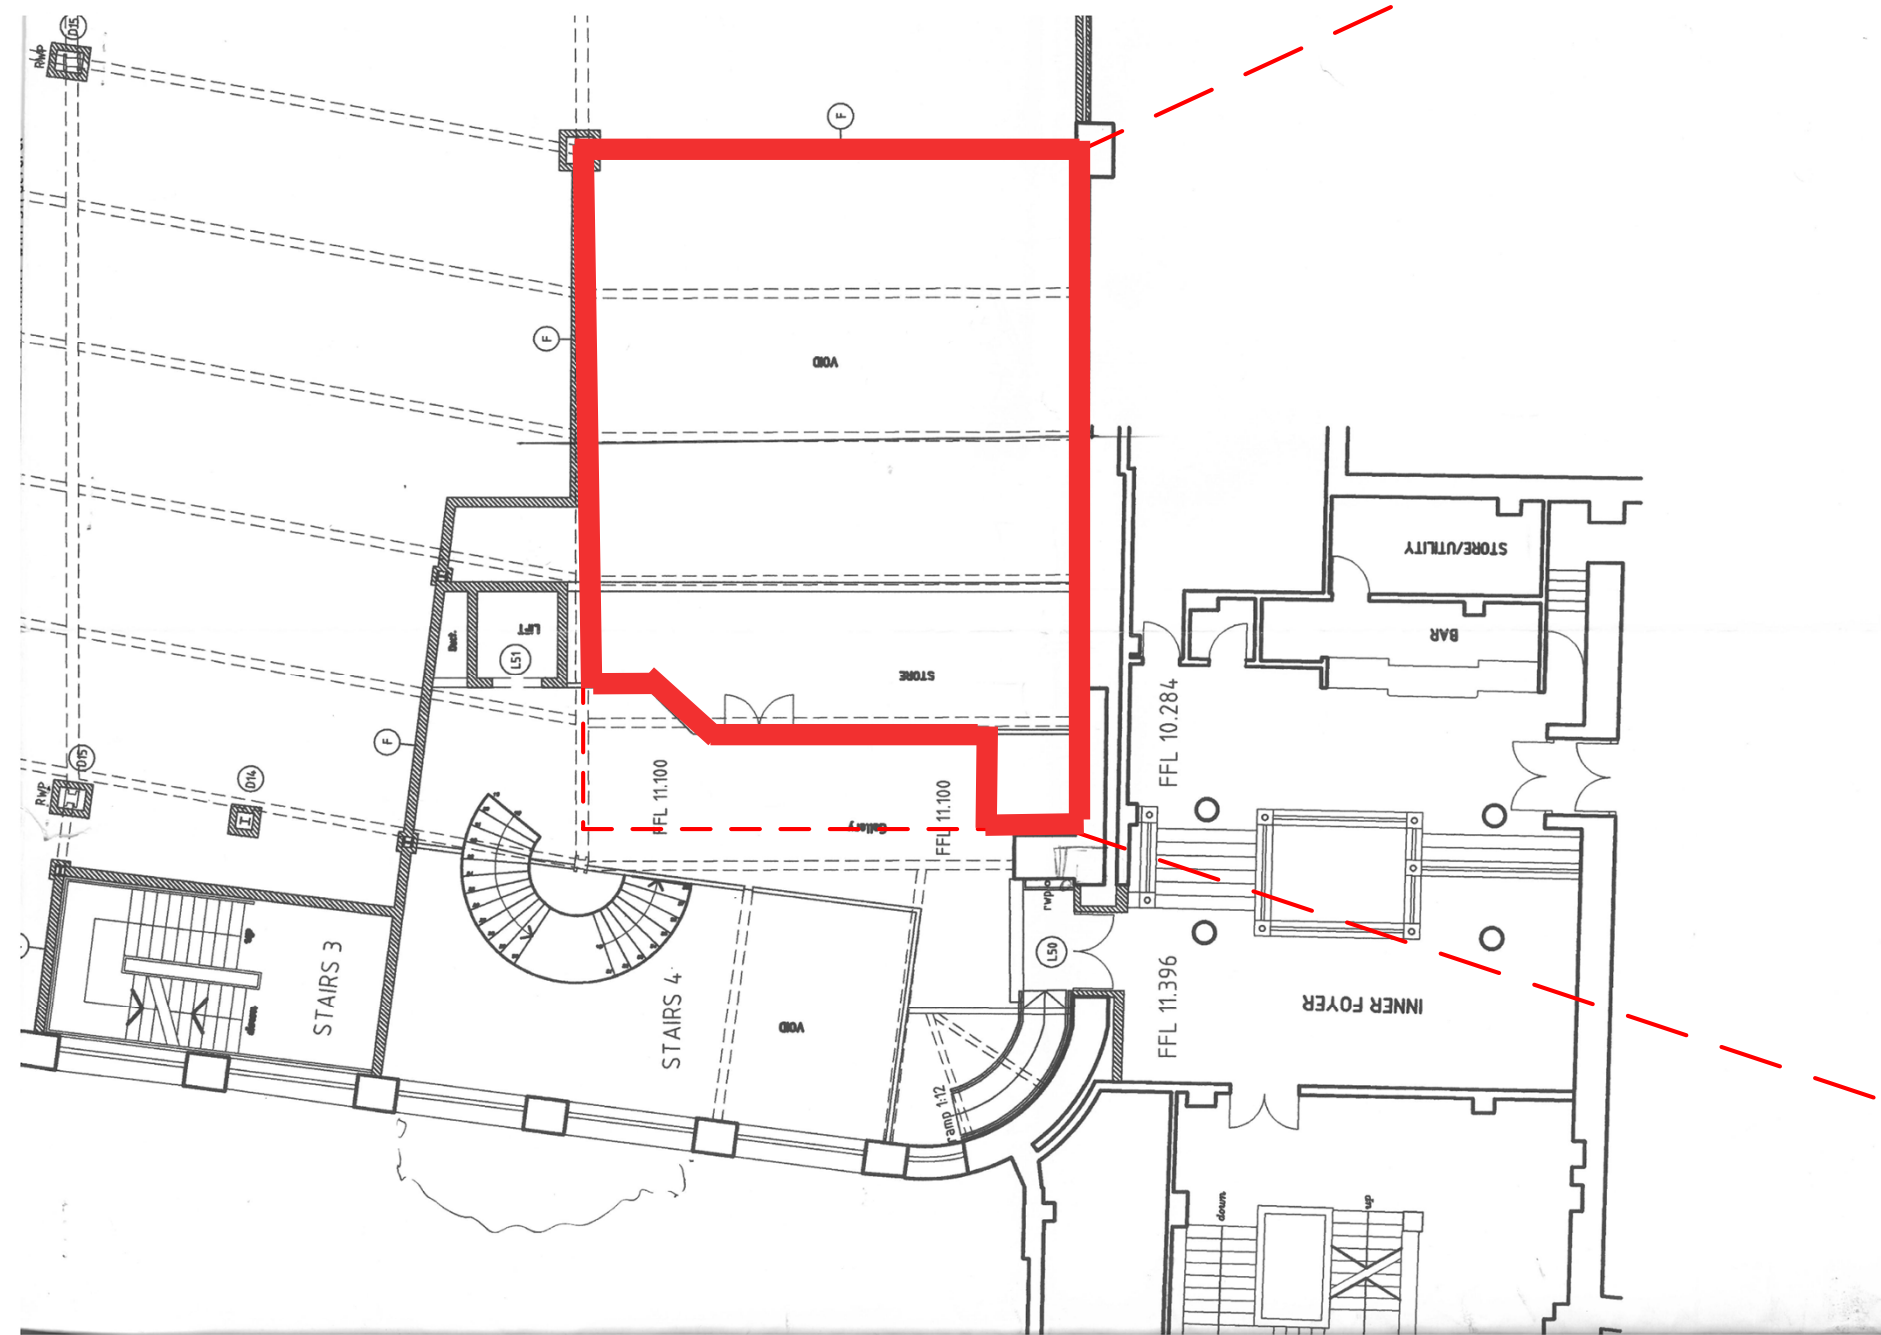 D15
RWP
F
F
VOID
STORE/UTILITY
BAR
LIFT
Duct.
L51
STORE
FFL 10.284
F
D15
RWP
D14
FFL 11.100
Gallery
FFL 11.100
rwp
L50
STAIRS 3
up
down
STAIRS 4
VOID
FFL 11.396
INNER FOYER
ramp 1:12
down
up